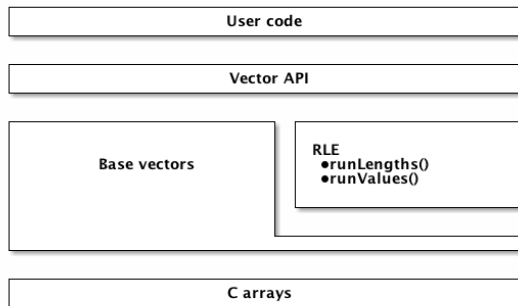 User code
Vector API
Base vectors
RLE
•runLengths()
•runValues()
C arrays